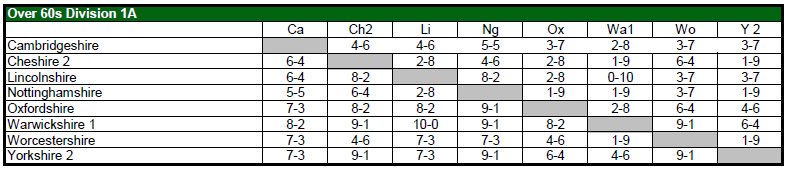 Over 60s Division 1A
Ca Ch2 Li Ng Ox Wa1 Wo Y 2
Cambridgeshire 4-6 4-6 5-5 3-7 2-8 3-7 3-7
Cheshire 2 6-4 2-8 4-6 2-8 1-9 6-4 1-9
Lincolnshire 6-4 8-2 8-2 2-8 0-10 3-7 3-7
Nottinghamshire 5-5 6-4 2-8 1-9 1-9 3-7 1-9
Oxfordshire 7-3 8-2 8-2 9-1 2-8 6-4 4-6
Warwickshire 1 8-2 9-1 10-0 9-1 8-2 9-1 6-4
Worcestershire 7-3 4-6 7-3 7-3 4-6 1-9 1-9
Yorkshire 2 7-3 9-1 7-3 9-1 6-4 4-6 9-1